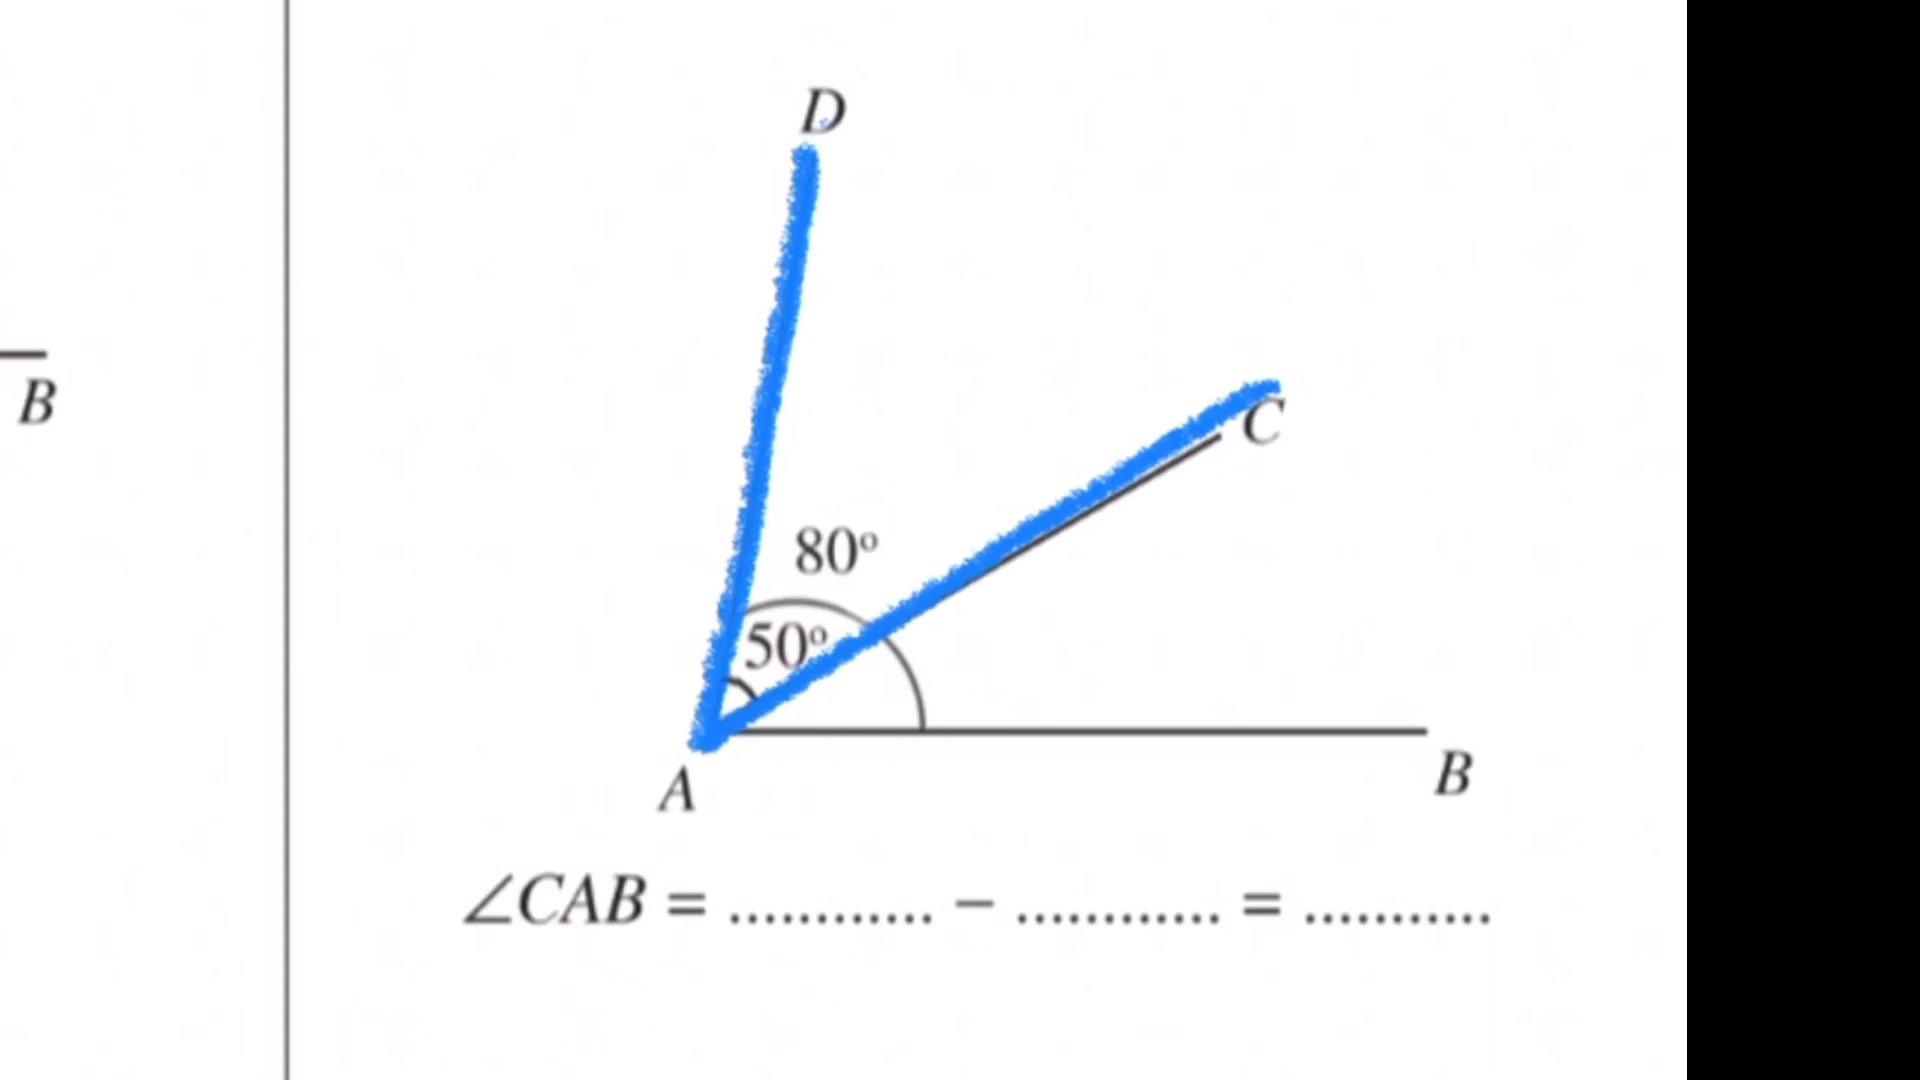 D
B
C
80°
50°
A
B
∠CAB = ............ – ............ = ...........